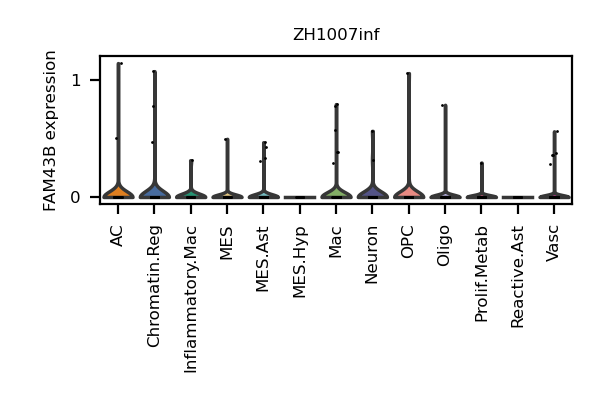 ZH1007inf
FAM43B expression
1
0
AC
Chromatin.Reg
Inflammatory.Mac
MES
MES.Ast
MES.Hyp
Mac
Neuron
OPC
Oligo
Prolif.Metab
Reactive.Ast
Vasc